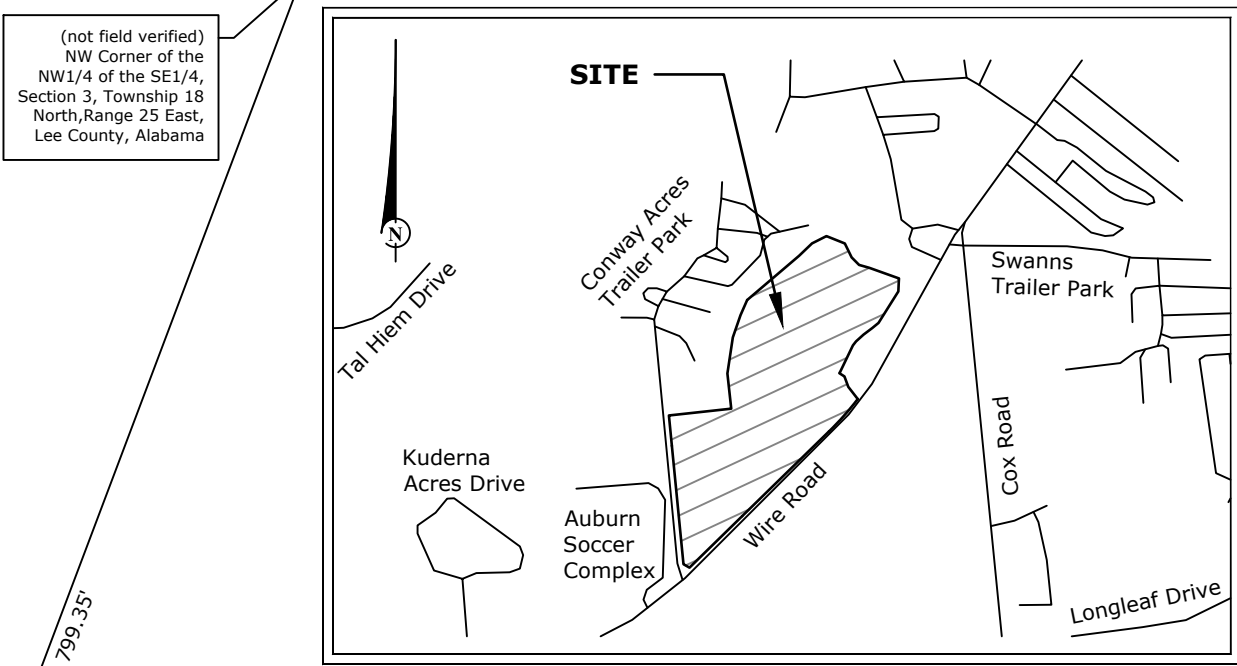 (not field verified)
NW Corner of the
NW1/4 of the SE1/4,
Section 3, Township 18
North,Range 25 East,
Lee County, Alabama
799.35'
SITE
N
Tal Hiem Drive
Conway Acres
Trailer Park
Swanns
Trailer Park
Kuderna
Acres Drive
Auburn
Soccer
Complex
Wire Road
Cox Road
Longleaf Drive